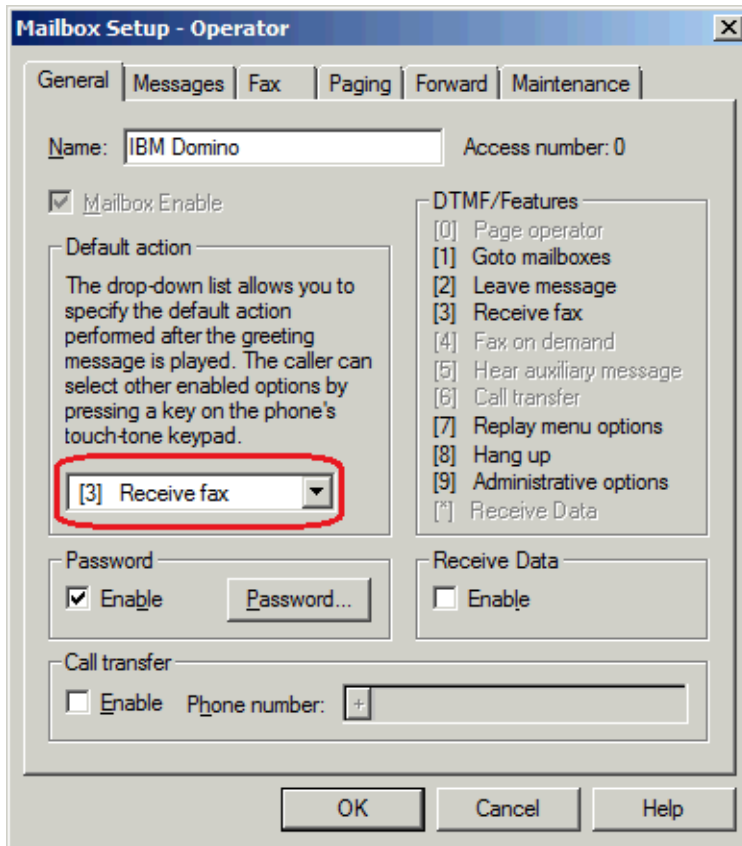 Mailbox Setup - Operator
General Messages Fax Paging Forward Maintenance
Name: IBM Domino Access number: 0
Mailbox Enable
Default action
The drop-down list allows you to
specify the default action
performed after the greeting
message is played. The caller can
select other enabled options by
pressing a key on the phone's
touch-tone keypad.
[3] Receive fax
DTMF/Features
[0] Page operator
[1] Goto mailboxes
[2] Leave message
[3] Receive fax
[4] Fax on demand
[5] Hear auxiliary message
[6] Call transfer
[7] Replay menu options
[8] Hang up
[9] Administrative options
[*] Receive Data
Password
Enable Password...
Receive Data
Enable
Call transfer
Enable Phone number: +
OK Cancel Help